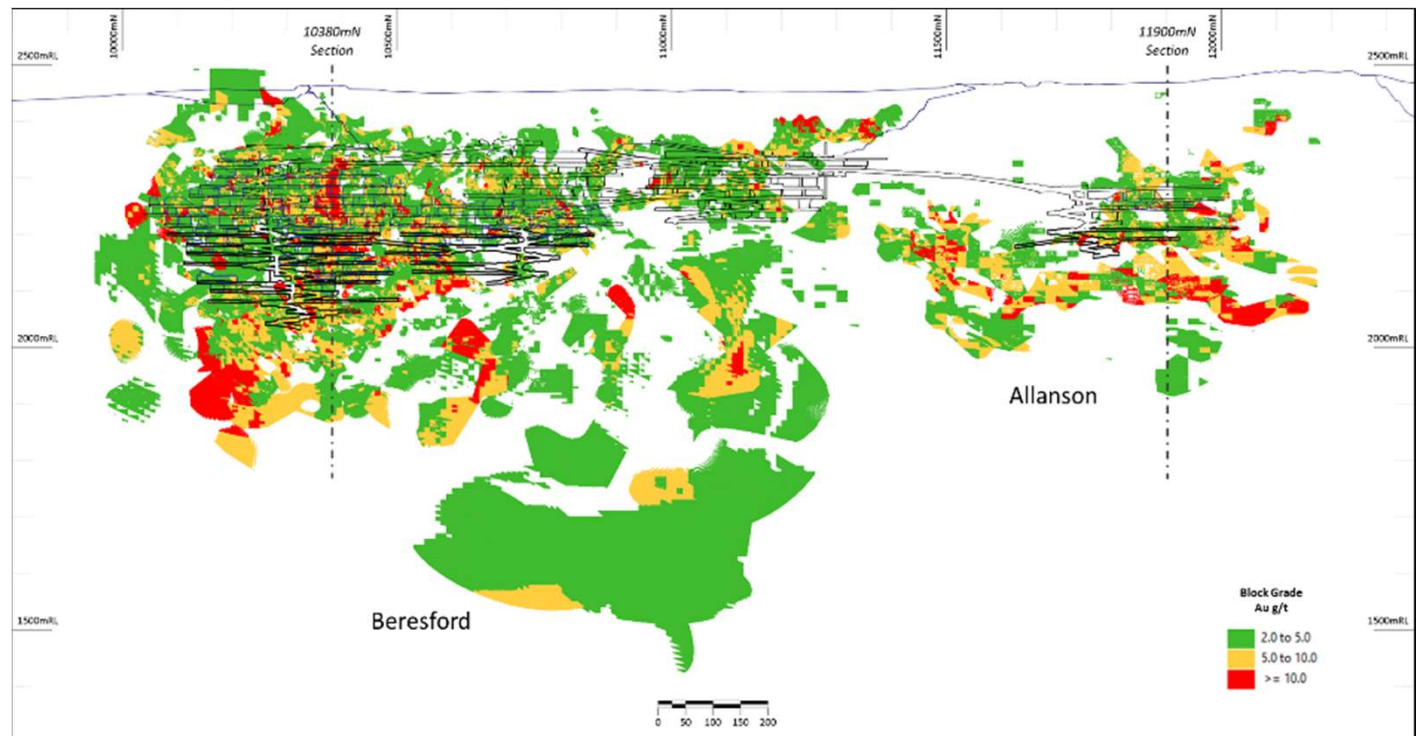 10000mN
10380mN
Section
10500mN
11000mN
11500mN
11900mN
Section
12000mN
2500mRL
2500mRL
2000mRL
2000mRL
Allanson
Beresford
1500mRL
1500mRL
Block Grade
Au g/t
2.0 to 5.0
5.0 to 10.0
>= 10.0
0 50 100 150 200